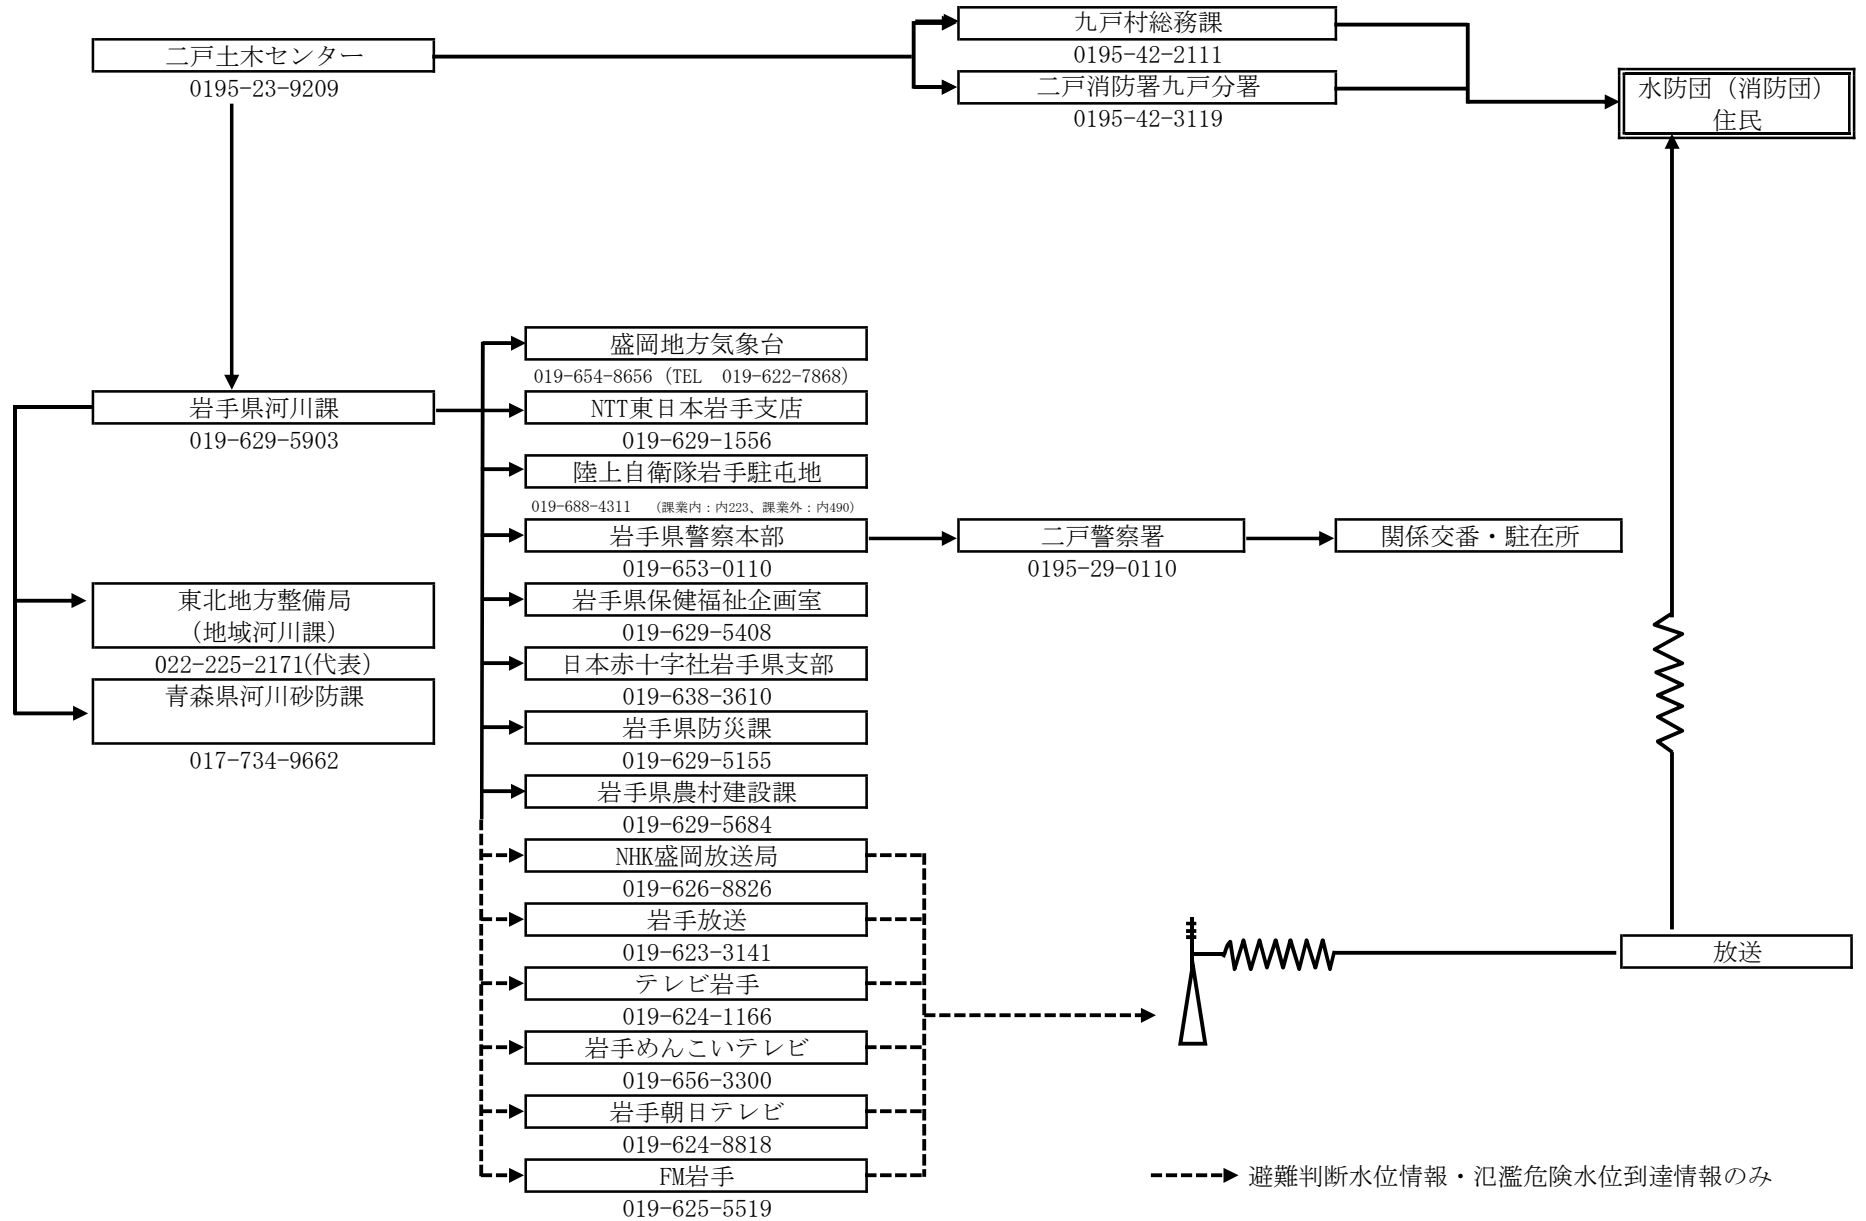 二戸土木センター
0195-23-9209
九戸村総務課
0195-42-2111
二戸消防署九戸分署
0195-42-3119
水防団（消防団）
住民
岩手県河川課
019-629-5903
東北地方整備局
（地域河川課）
022-225-2171(代表)
青森県河川砂防課
017-734-9662
盛岡地方気象台
019-654-8656（TEL　019-622-7868）
NTT東日本岩手支店
019-629-1556
陸上自衛隊岩手駐屯地
019-688-4311　（課業内：内223、課業外：内490）
岩手県警察本部
019-653-0110
二戸警察署
0195-29-0110
関係交番・駐在所
岩手県保健福祉企画室
019-629-5408
日本赤十字社岩手県支部
019-638-3610
岩手県防災課
019-629-5155
岩手県農村建設課
019-629-5684
NHK盛岡放送局
019-626-8826
岩手放送
019-623-3141
テレビ岩手
019-624-1166
岩手めんこいテレビ
019-656-3300
岩手朝日テレビ
019-624-8818
FM岩手
019-625-5519
放送
避難判断水位情報・氾濫危険水位到達情報のみ